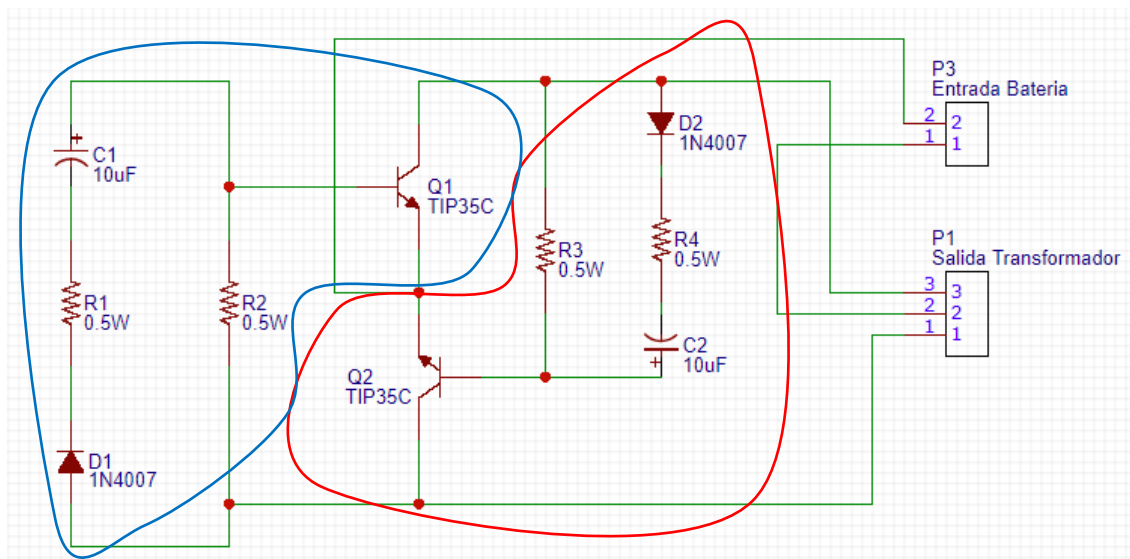 P3
Entrada Bateria
2 2
1 1
D2
1N4007
C1
10uF
Q1
TIP35C
R3
0.5W
R4
0.5W
P1
Salida Transformador
3 3
2 2
1 1
R1
0.5W
R2
0.5W
+
C2
10uF
+
Q2
TIP35C
D1
1N4007